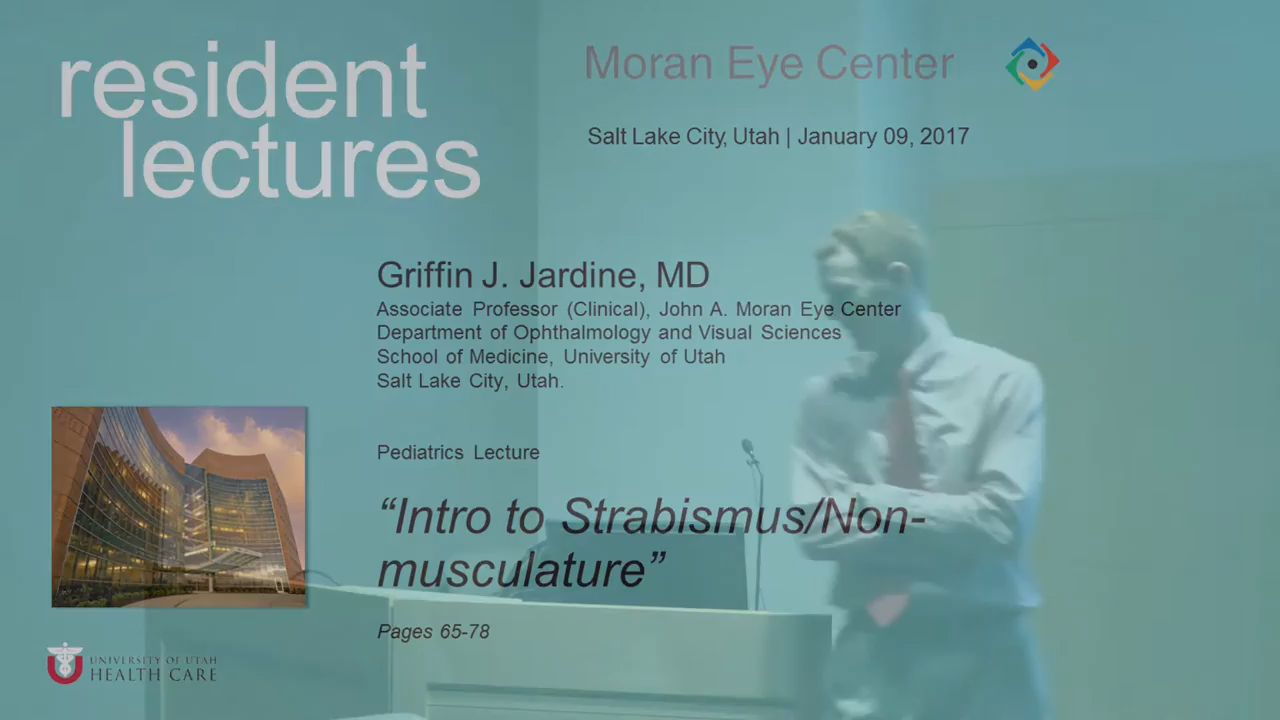 resident
lectures
Moran Eye Center
Salt Lake City, Utah | January 09, 2017
Griffin J. Jardine, MD
Associate Professor (Clinical), John A. Moran Eye Center
Department of Ophthalmology and Visual Sciences
School of Medicine, University of Utah
Salt Lake City, Utah.
Pediatrics Lecture
“Intro to Strabismus/Non-
musculature”
Pages 65-78
UNIVERSITY OF UTAH
HEALTH CARE